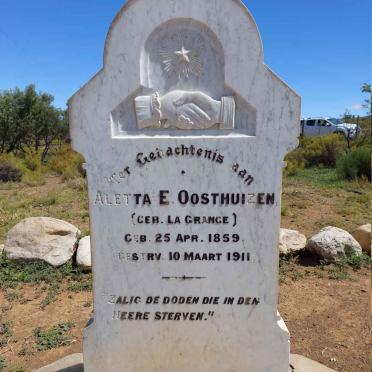 Ter Gedachtenis aan
ALETTA E. OOSTHUIZEN
(GEB. LA GRANGE)
GEB. 25 APR. 1859.
GESTRV. 10 MAART 1911.
"ZALIG DE DODEN DIE IN DEN
HEERE STERVEN."